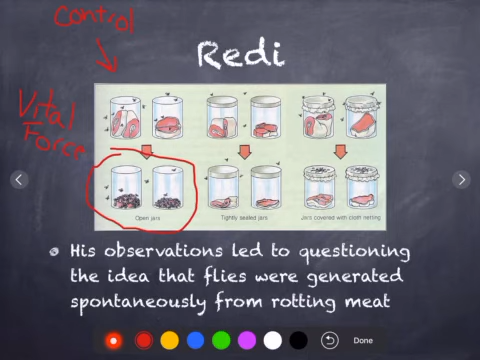 Control
Redi
Vital
Force
Open jars
Tightly sealed jars
Jars covered with cloth netting
His observations led to questioning
the idea that flies were generated
spontaneously from rotting meat
Done